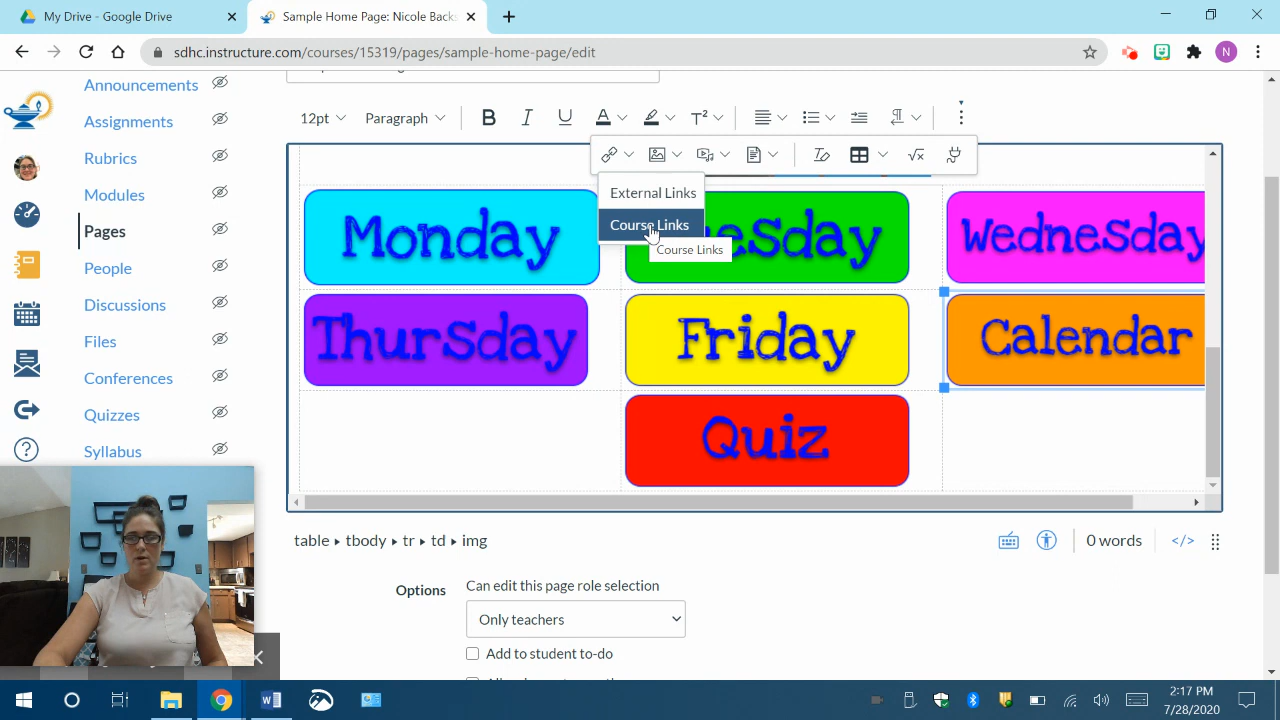 My Drive - Google Drive
Sample Home Page: Nicole Backs
sdhc.instructure.com/courses/15319/pages/sample-home-page/edit
N
Announcements
Assignments
Rubrics
Modules
Pages
People
Discussions
Files
Conferences
Quizzes
Syllabus
12pt
Paragraph
B I U A T²
External Links
Course Links
Course Links
Monday
esday
Wednesday
Thursday
Friday
Calendar
Quiz
table ▸ tbody ▸ tr ▸ td ▸ img
0 words
</>
Options
Can edit this page role selection
Only teachers
Add to student to-do
2:17 PM
7/28/2020